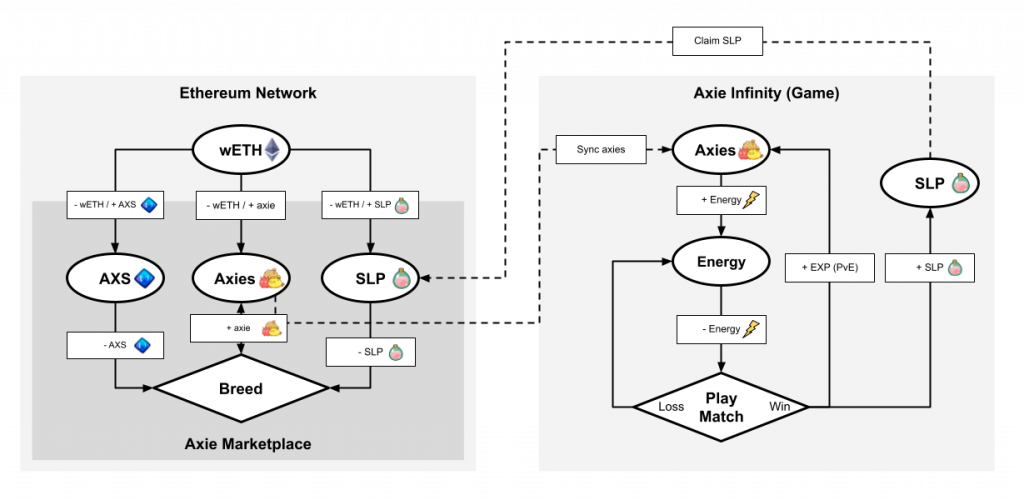 Claim SLP
Ethereum Network
Axie Infinity (Game)
wETH
Sync axies
Axies
SLP
- wETH / + AXS
- wETH / + axie
- wETH / + SLP
+ Energy
AXS
Axies
SLP
Energy
+ EXP (PvE)
+ SLP
+ axie
- Energy
- AXS
- SLP
Breed
Loss
Play
Match
Win
Axie Marketplace